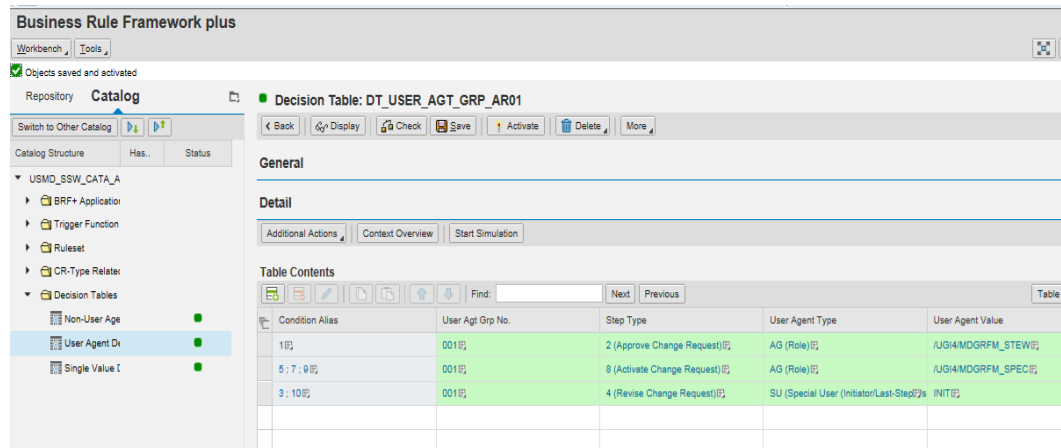 Business Rule Framework plus
Workbench Tools
Objects saved and activated
Repository Catalog
Switch to Other Catalog
Catalog Structure Has.. Status
USMD_SSW_CATA_A
BRF+ Application
Trigger Function
Ruleset
CR-Type Related
Decision Tables
Non-User Age
User Agent De
Single Value D
Decision Table: DT_USER_AGT_GRP_AR01
Back Display Check Save Activate Delete More
General
Detail
Additional Actions Context Overview Start Simulation
Table Contents
Find: Next Previous Table
Condition Alias User Agt Grp No. Step Type User Agent Type User Agent Value
1 001 2 (Approve Change Request) AG (Role) /UGI4/MDGRFM_STEW
5 ; 7 ; 9 001 8 (Activate Change Request) AG (Role) /UGI4/MDGRFM_SPEC
3 ; 10 001 4 (Revise Change Request) SU (Special User (Initiator/Last-Step)/s INIT